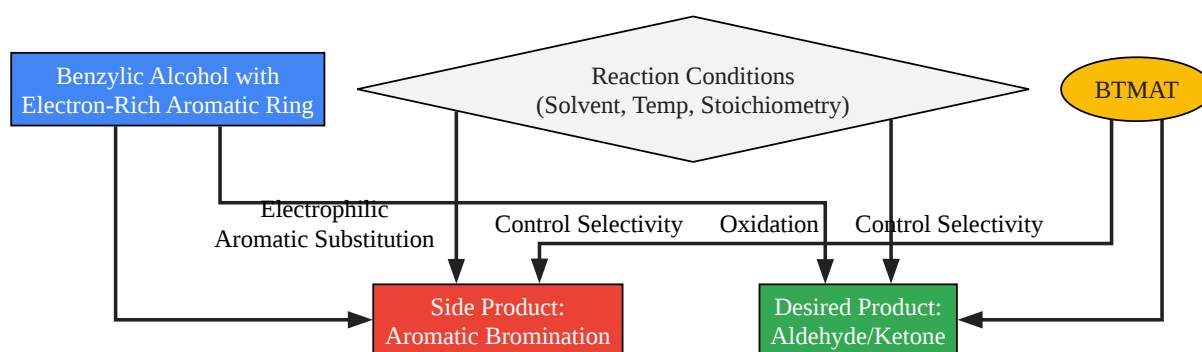 Benzylic Alcohol with
Electron-Rich Aromatic Ring
Reaction Conditions
(Solvent, Temp, Stoichiometry)
BTMAT
Electrophilic
Aromatic Substitution
Control Selectivity
Oxidation
Control Selectivity
Side Product:
Aromatic Bromination
Desired Product:
Aldehyde/Ketone